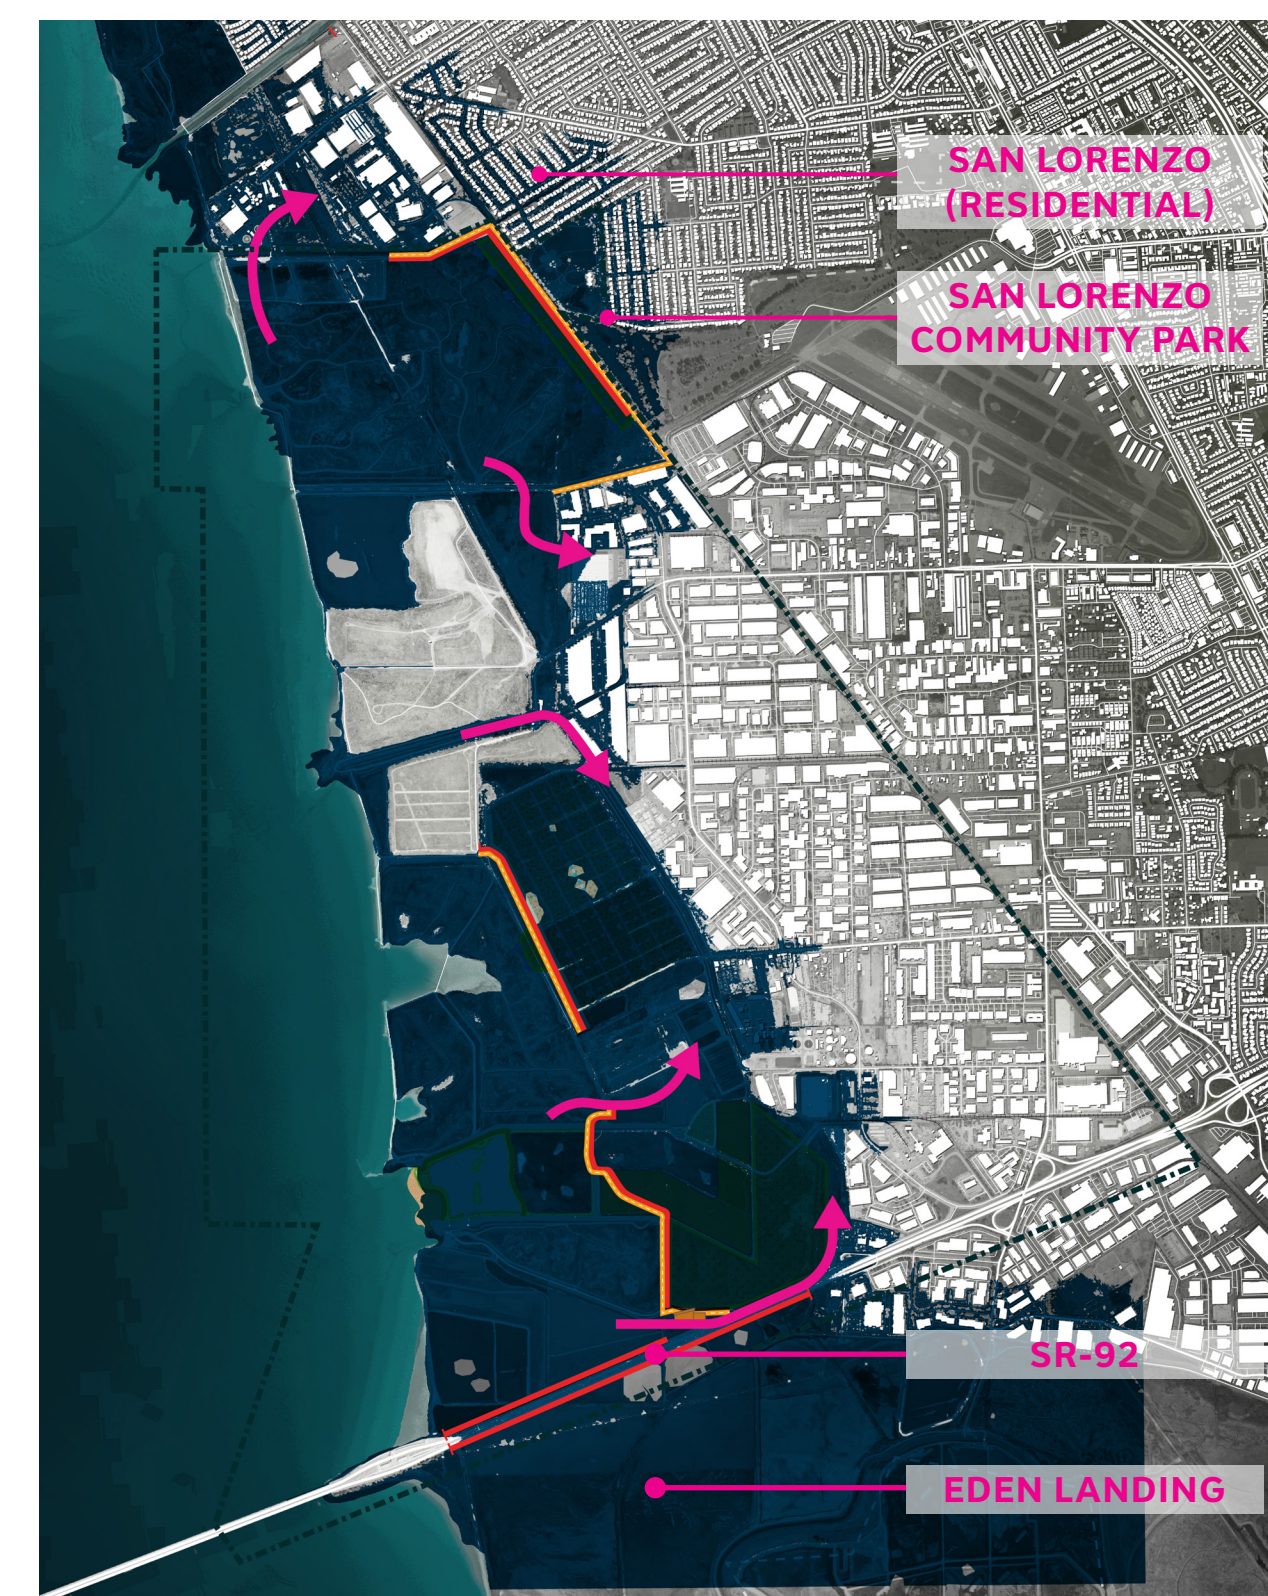 SAN LORENZO
(RESIDENTIAL)
SAN LORENZO
COMMUNITY PARK
SR-92
EDEN LANDING